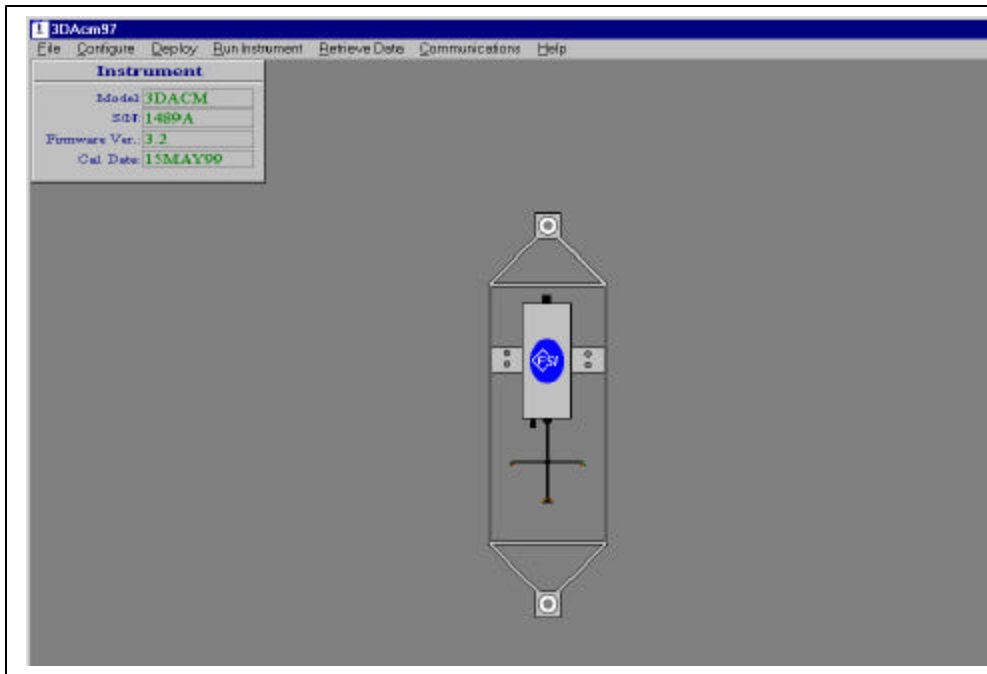 3DAcm97
File Configure Deploy Run Instrument Retrieve Data Communications Help
Instrument
Model 3DACM
S/N 1489A
Firmware Ver.: 3.2
Cal Date 15MAY99
FSI